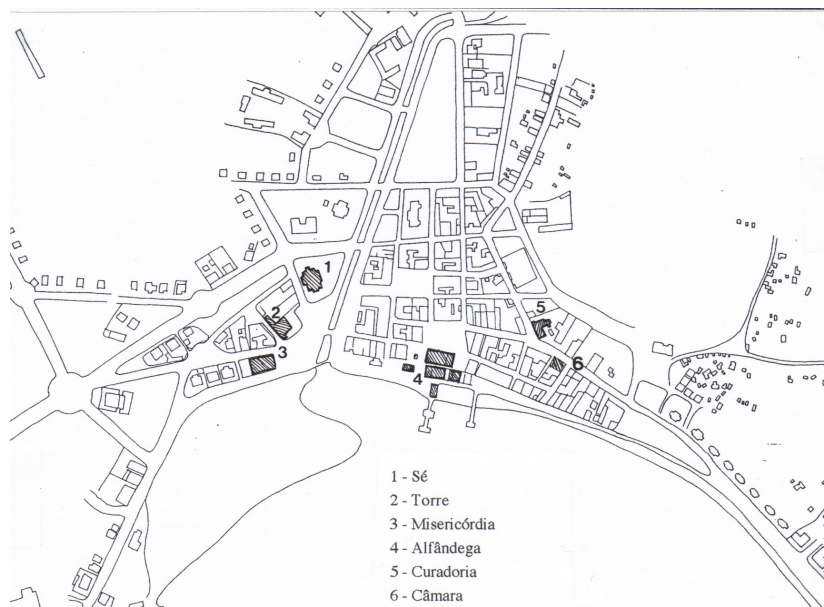 1
2
3
4
5
6
1 - Sé
2 - Torre
3 - Misericórdia
4 - Alfândega
5 - Curadoria
6 - Câmara